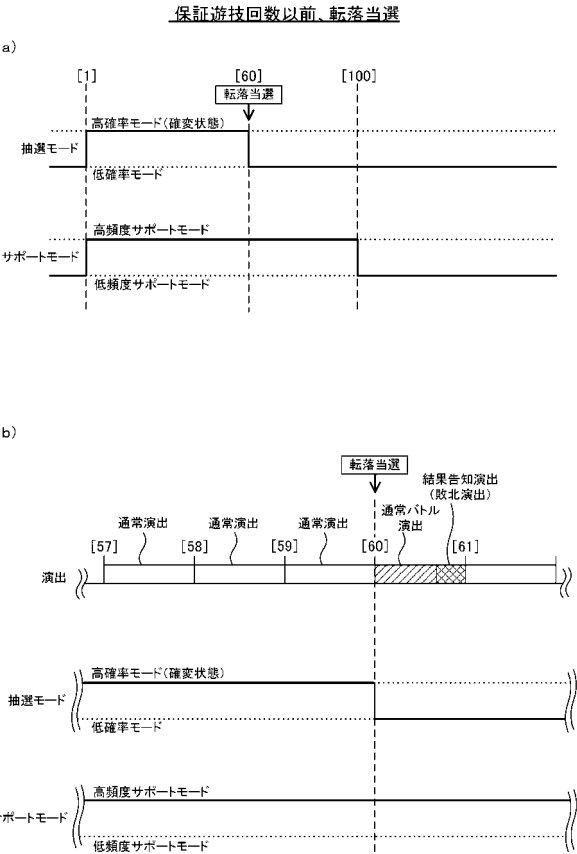 保証遊技回数以前、転落当選
a)
[1] [60] [100]
転落当選
高確率モード(確変状態)
抽選モード
低確率モード
高頻度サポートモード
サポートモード
低頻度サポートモード
b)
転落当選
結果告知演出
(敗北演出)
通常バトル
演出
通常演出 通常演出 通常演出
[57] [58] [59] [60] [61]
演出
高確率モード(確変状態)
抽選モード
低確率モード
高頻度サポートモード
ポートモード
低頻度サポートモード